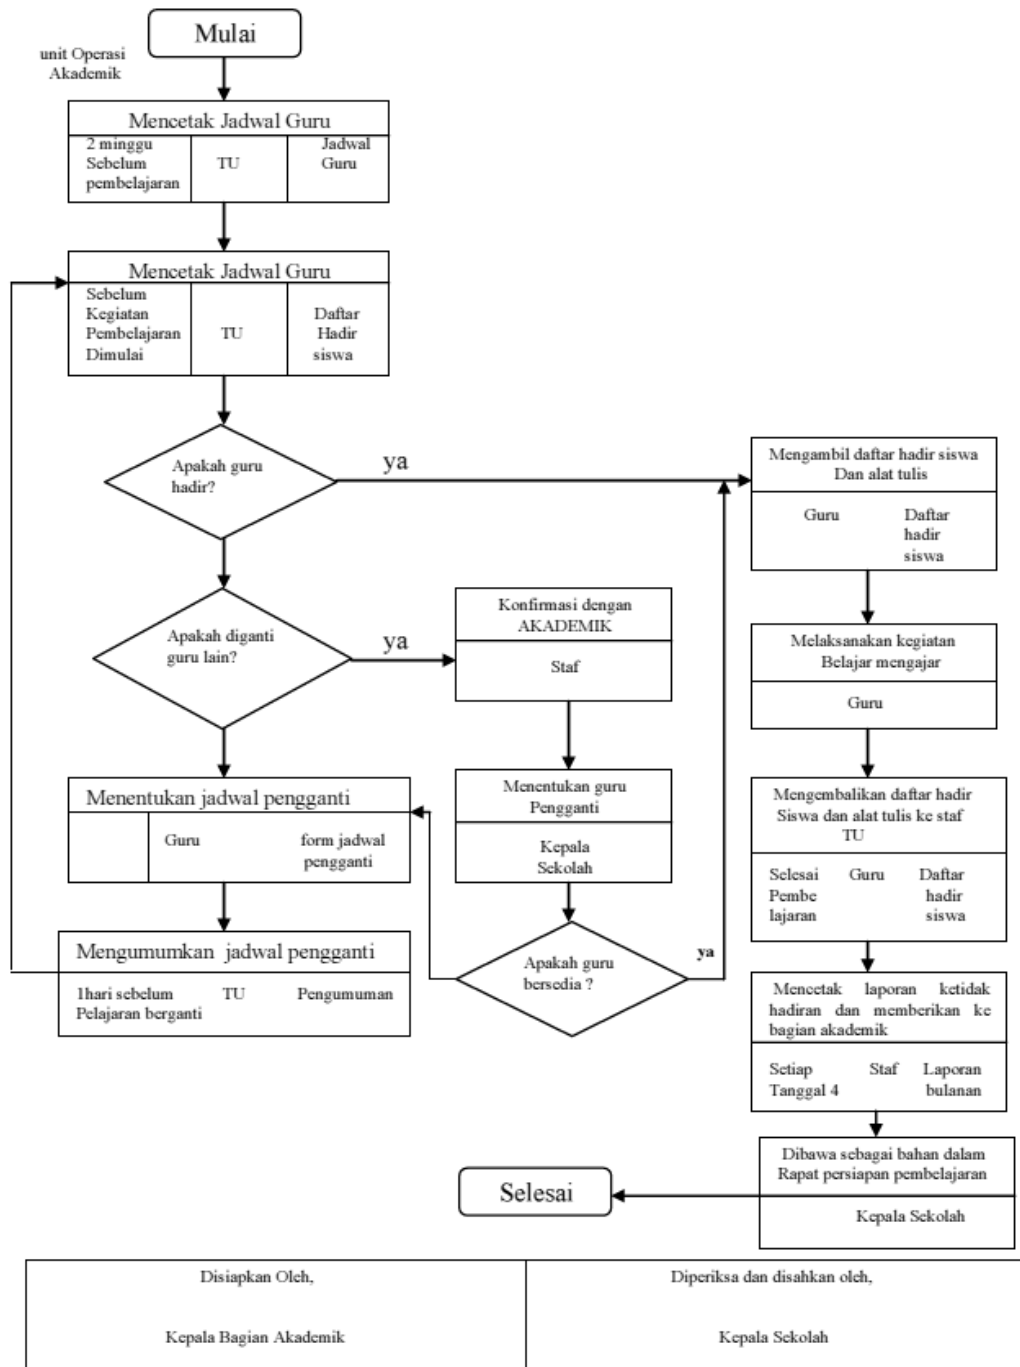 Mulai
unit Operasi
Akademik
Mencetak Jadwal Guru
2 minggu
Sebelum
pembelajaran
TU
Jadwal
Guru
Mencetak Jadwal Guru
Sebelum
Kegiatan
Pembelajaran
Dimulai
TU
Daftar
Hadir
siswa
Apakah guru
hadir?
ya
Mengambil daftar hadir siswa
Dan alat tulis
Guru
Daftar
hadir
siswa
Apakah diganti
guru lain?
ya
Konfirmasi dengan
AKADEMIK
Staf
Melaksanakan kegiatan
Belajar mengajar
Guru
Menentukan jadwal pengganti
Guru
form jadwal
pengganti
Menentukan guru
Pengganti
Kepala
Sekolah
Mengembalikan daftar hadir
Siswa dan alat tulis ke staf
TU
Selesai
Pembe
lajaran
Guru
Daftar
hadir
siswa
Mengumumkan jadwal pengganti
1hari sebelum
Pelajaran berganti
TU
Pengumuman
Apakah guru
bersedia ?
ya
Mencetak laporan ketidak
hadiran dan memberikan ke
bagian akademik
Setiap
Tanggal 4
Staf
Laporan
bulanan
Dibawa sebagai bahan dalam
Rapat persiapan pembelajaran
Kepala Sekolah
Selesai
Disiapkan Oleh,
Kepala Bagian Akademik
Diperiksa dan disahkan oleh,
Kepala Sekolah